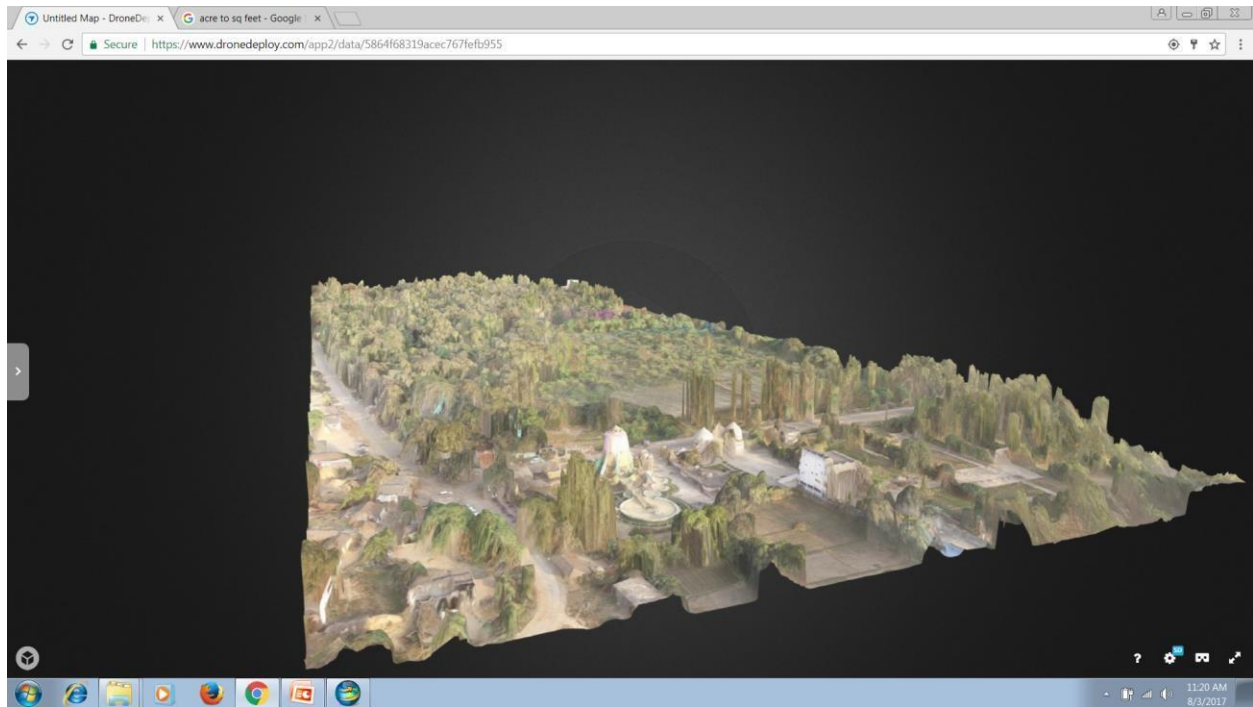 Untitled Map - DroneDe
acre to sq feet - Google
Secure https://www.dronedeploy.com/app2/data/5864f68319acec767fefb955
?
SD
11:20 AM
8/3/2017